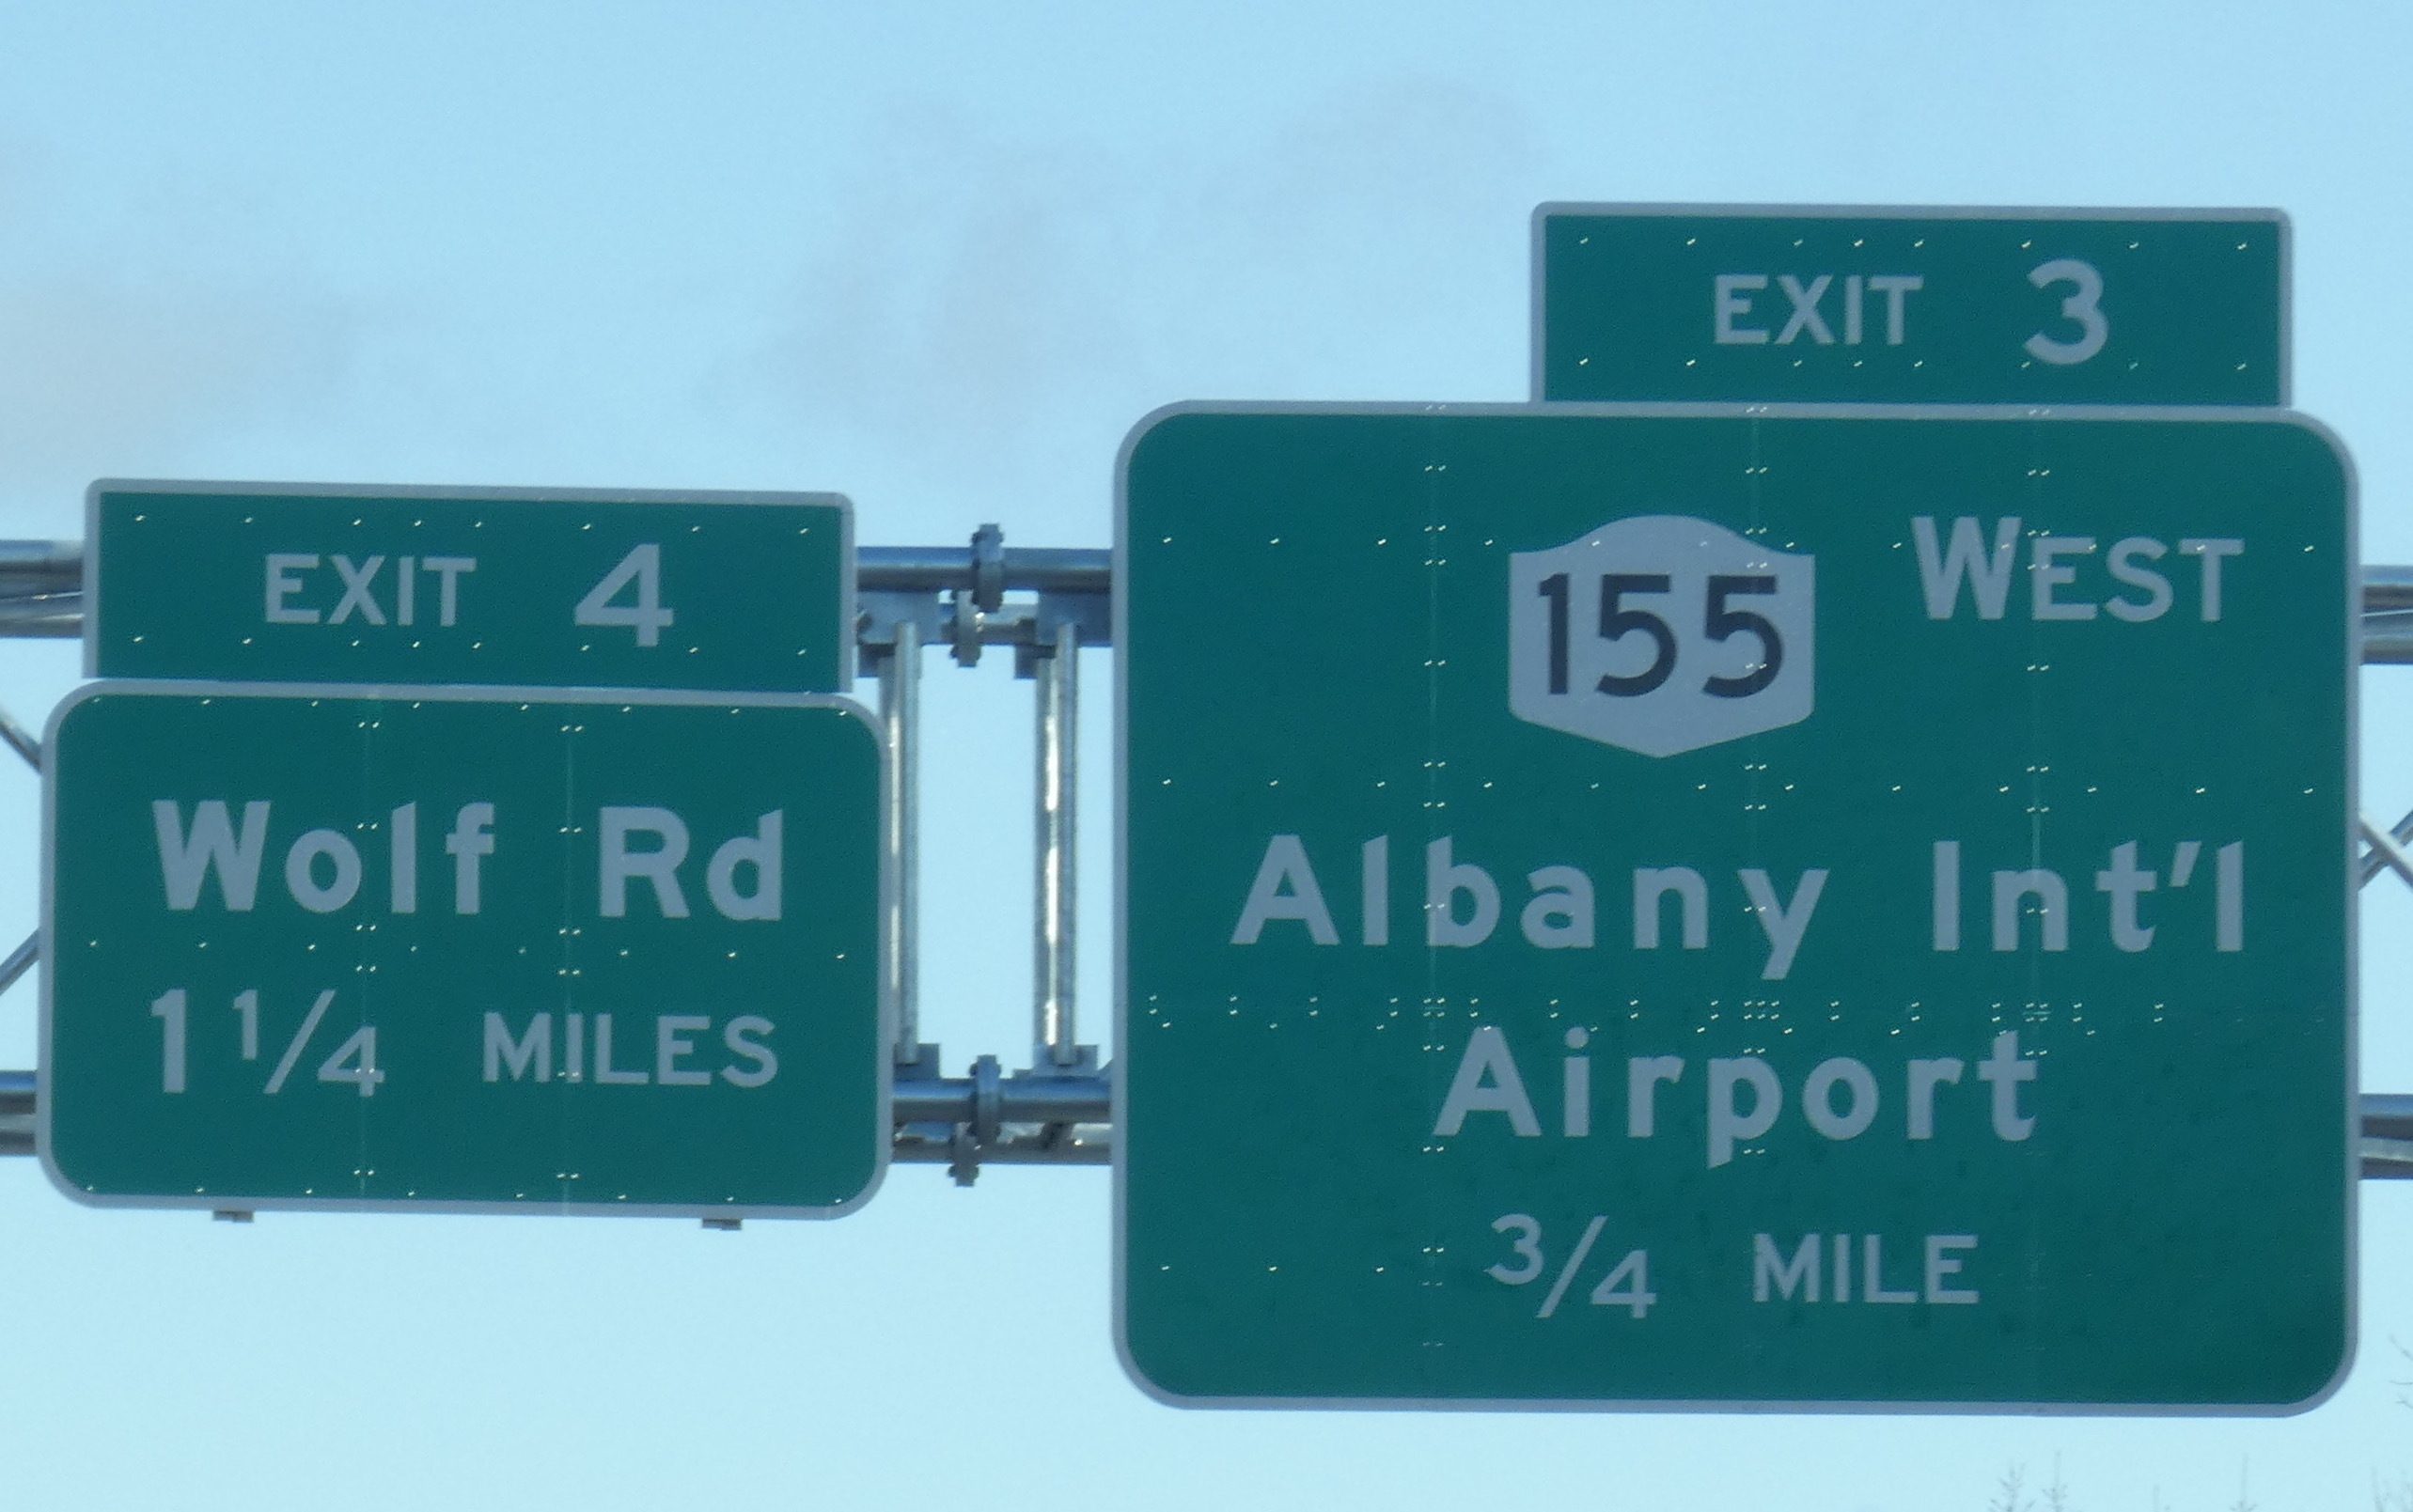 EXIT 4
Wolf Rd
1 1/4 MILES
EXIT 3
155 WEST
Albany Int'l
Airport
3/4 MILE